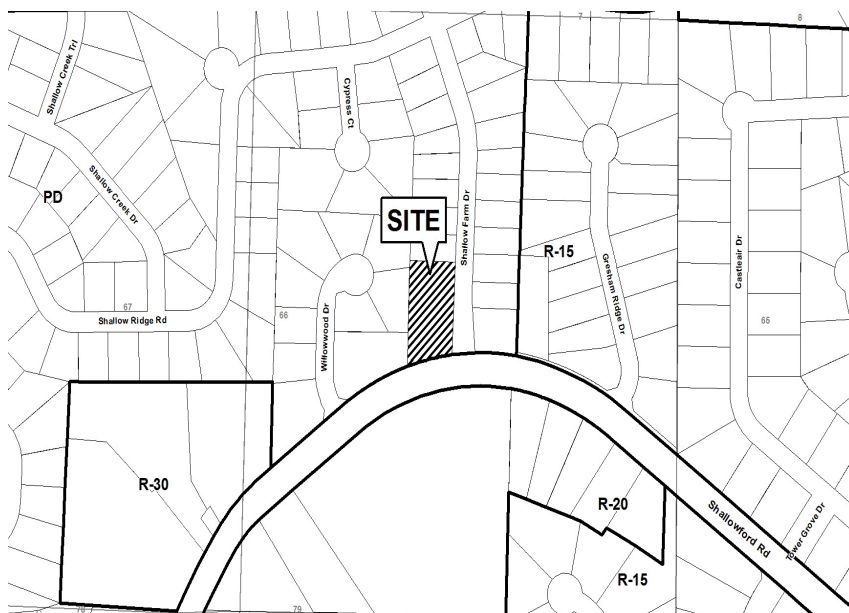 7
8
Shallow Creek Trl
Cypress Ct
PD
Shallow Creek Dr
SITE
Shallow Farm Dr
R-15
Gresham Ridge Dr
Castleair Dr
67
Shallow Ridge Rd
66
Willowwood Dr
65
R-30
R-20
Shallowford Rd
Tower Grove Dr
R-15
78
79